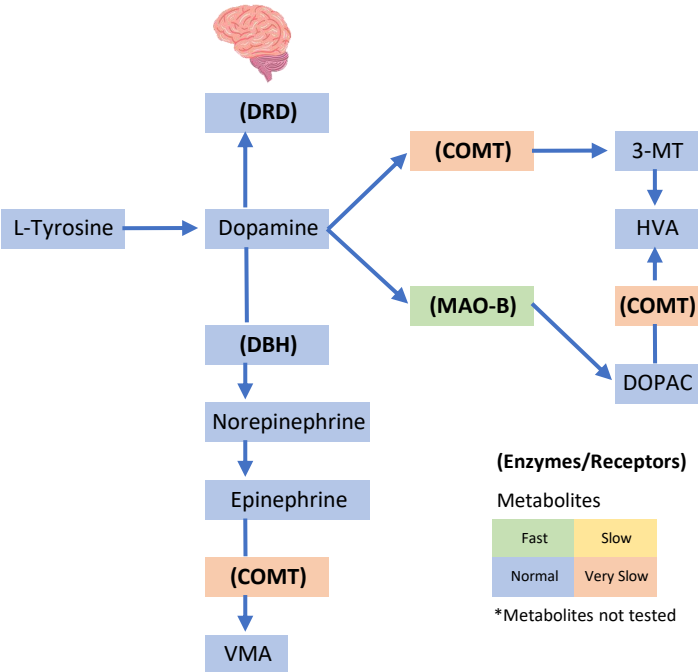 (DRD)
(COMT)
3-MT
L-Tyrosine
Dopamine
HVA
(MAO-B)
(COMT)
(DBH)
DOPAC
Norepinephrine
Epinephrine
(COMT)
VMA
(Enzymes/Receptors)
Metabolites
Fast
Slow
Normal
Very Slow
*Metabolites not tested